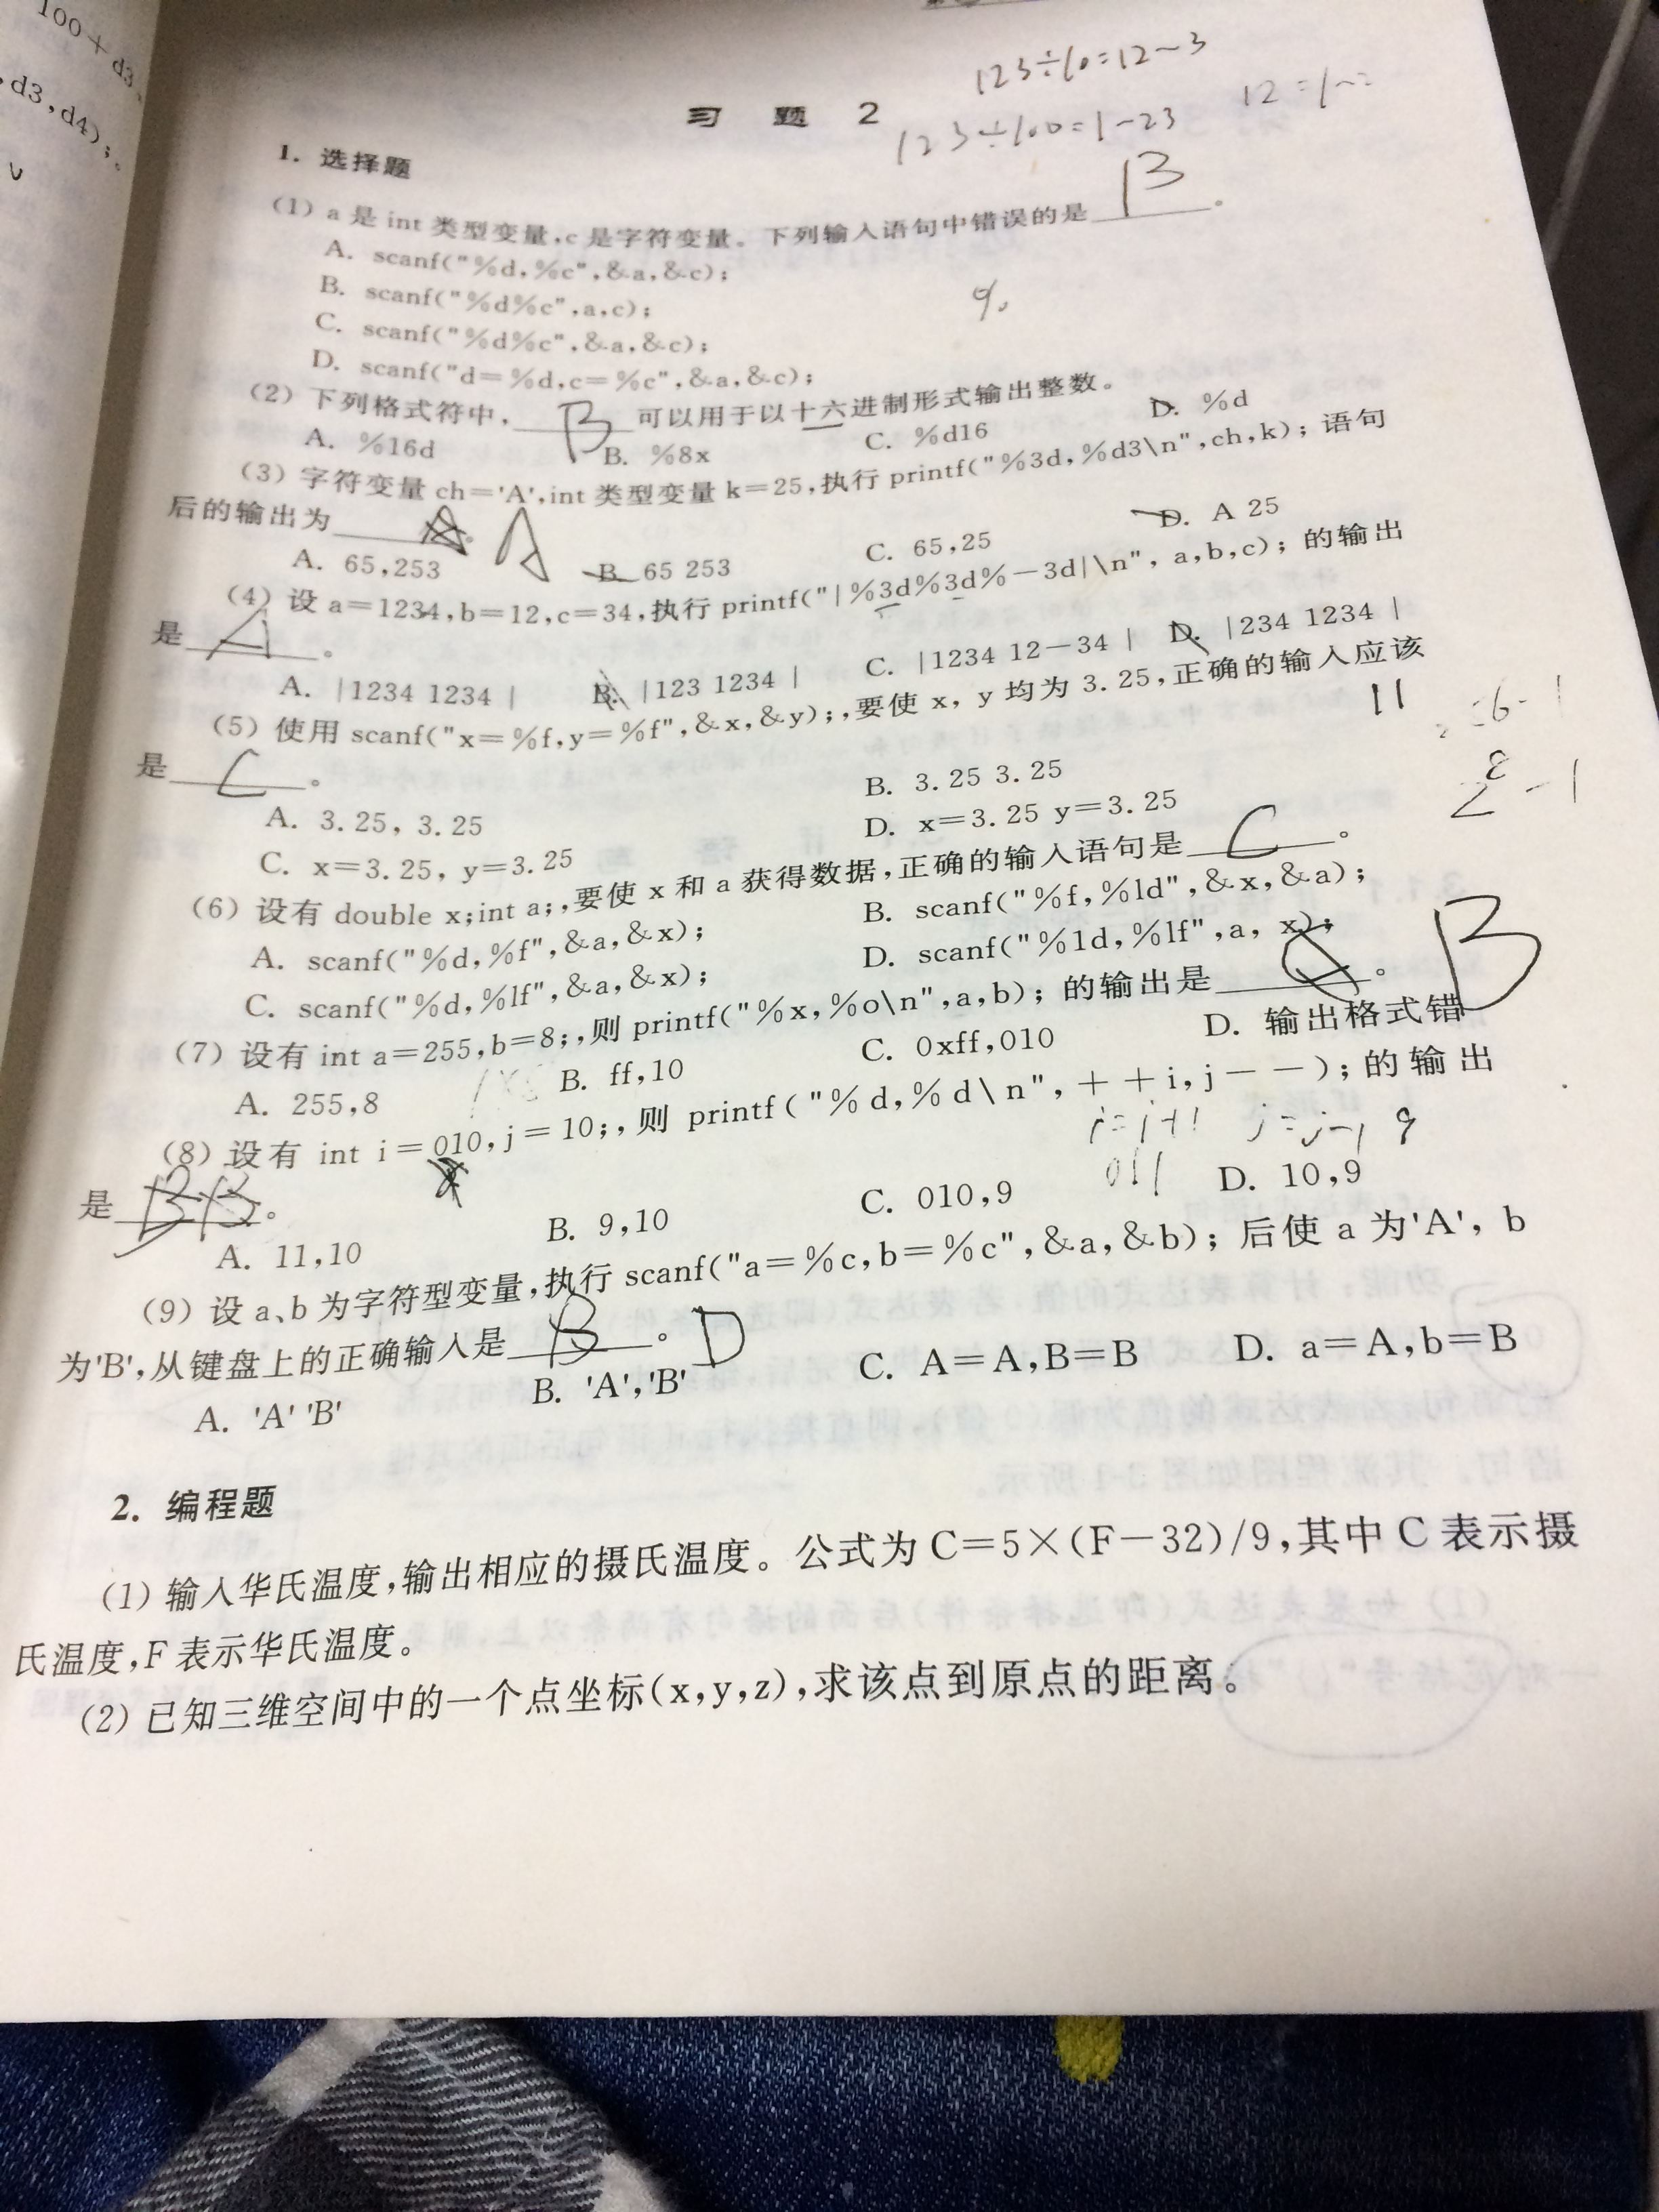 100+d3,
,d3,d4);
123÷10=12~3
习 题 2
123÷100=1~23
12=1~
1. 选择题
(1) a 是 int 类型变量,c 是字符变量。下列输入语句中错误的是 B 。
A. scanf("%d,%c",&a,&c);
B. scanf("%d%c",a,c);
%
C. scanf("%d%c",&a,&c);
D. scanf("d=%d,c=%c",&a,&c);
(2) 下列格式符中, B 可以用于以十六进制形式输出整数。
A. %16d B. %8x C. %d16 D. %d
(3) 字符变量 ch='A',int 类型变量 k=25,执行 printf("%3d,%d3\n",ch,k); 语句
后的输出为 A 。 A
A. 65,253 B. 65 253 C. 65,25 D. A 25
(4) 设 a=1234,b=12,c=34,执行 printf("|%3d%3d%-3d|\n", a,b,c); 的输出
是 A 。
A. |1234 1234 | B. |123 1234 | C. |1234 12-34 | D. |234 1234 |
(5) 使用 scanf("x=%f,y=%f",&x,&y);,要使 x, y 均为 3.25,正确的输入应该
11
是 C 。
A. 3.25, 3.25 B. 3.25 3.25
C. x=3.25, y=3.25 D. x=3.25 y=3.25
(6) 设有 double x;int a;,要使 x 和 a 获得数据,正确的输入语句是 C 。
A. scanf("%d,%f",&a,&x); B. scanf("%f,%ld",&x,&a);
C. scanf("%d,%lf",&a,&x); D. scanf("%ld,%lf",a, x);
(7) 设有 int a=255,b=8;,则 printf("%x,%o\n",a,b); 的输出是 。 B
A. 255,8 B. ff,10 C. 0xff,010 D. 输出格式错
(8) 设有 int i=010,j=10;,则 printf("%d,%d\n", ++i,j--); 的输出
i=i+1 j=j-1 9
011
是 B B 。
A. 11,10 B. 9,10 C. 010,9 D. 10,9
(9) 设 a、b 为字符型变量,执行 scanf("a=%c,b=%c",&a,&b); 后使 a 为'A', b
为'B',从键盘上的正确输入是 B 。 D
A. 'A' 'B' B. 'A','B' C. A=A,B=B D. a=A,b=B
2. 编程题
(1) 输入华氏温度,输出相应的摄氏温度。公式为 C=5×(F-32)/9,其中 C 表示摄
氏温度,F 表示华氏温度。
(2) 已知三维空间中的一个点坐标(x,y,z),求该点到原点的距离。